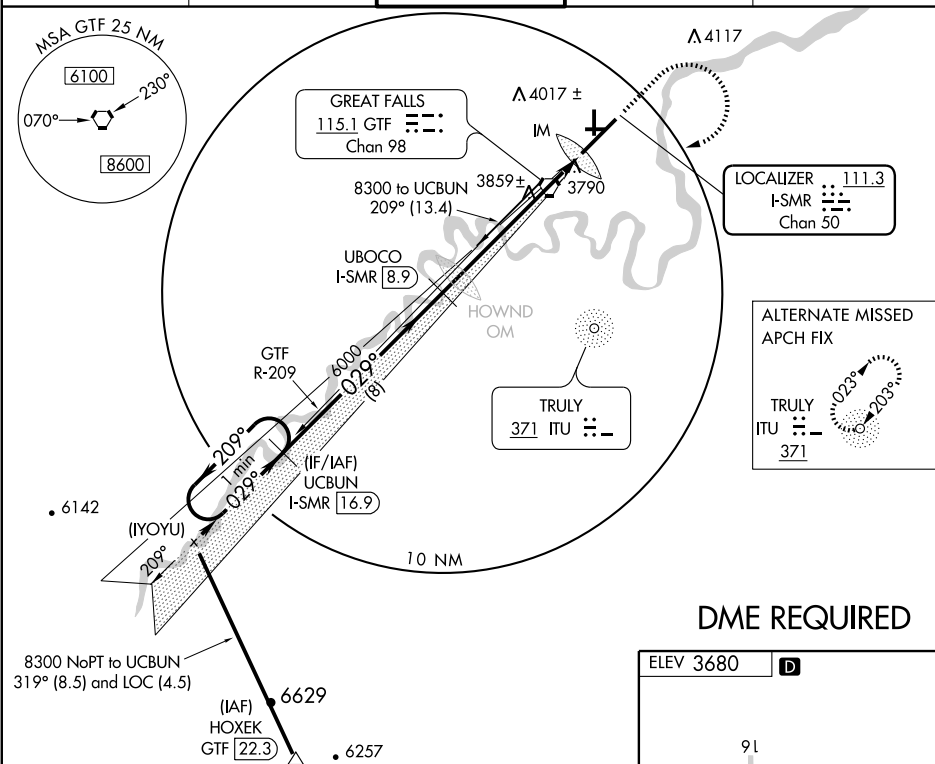 MSA GTF 25 NM
6100
230°
070°
8600
GREAT FALLS
115.1 GTF
Chan 98
4117
4017 ±
IM
3859±
3790
8300 to UCBUN
209° (13.4)
LOCALIZER 111.3
I-SMR
Chan 50
UBOCO
I-SMR 8.9
HOWND
OM
GTF
R-209
6000
029°
(8)
TRULY
371 ITU
ALTERNATE MISSED
APCH FIX
023°
203°
TRULY
ITU
371
209°
1 min
029°
(IF/IAF)
UCBUN
I-SMR 16.9
6142
(IYOYU)
209°
10 NM
8300 NoPT to UCBUN
319° (8.5) and LOC (4.5)
6629
(IAF)
HOXEK
GTF 22.3
6257
DME REQUIRED
ELEV 3680 D
16